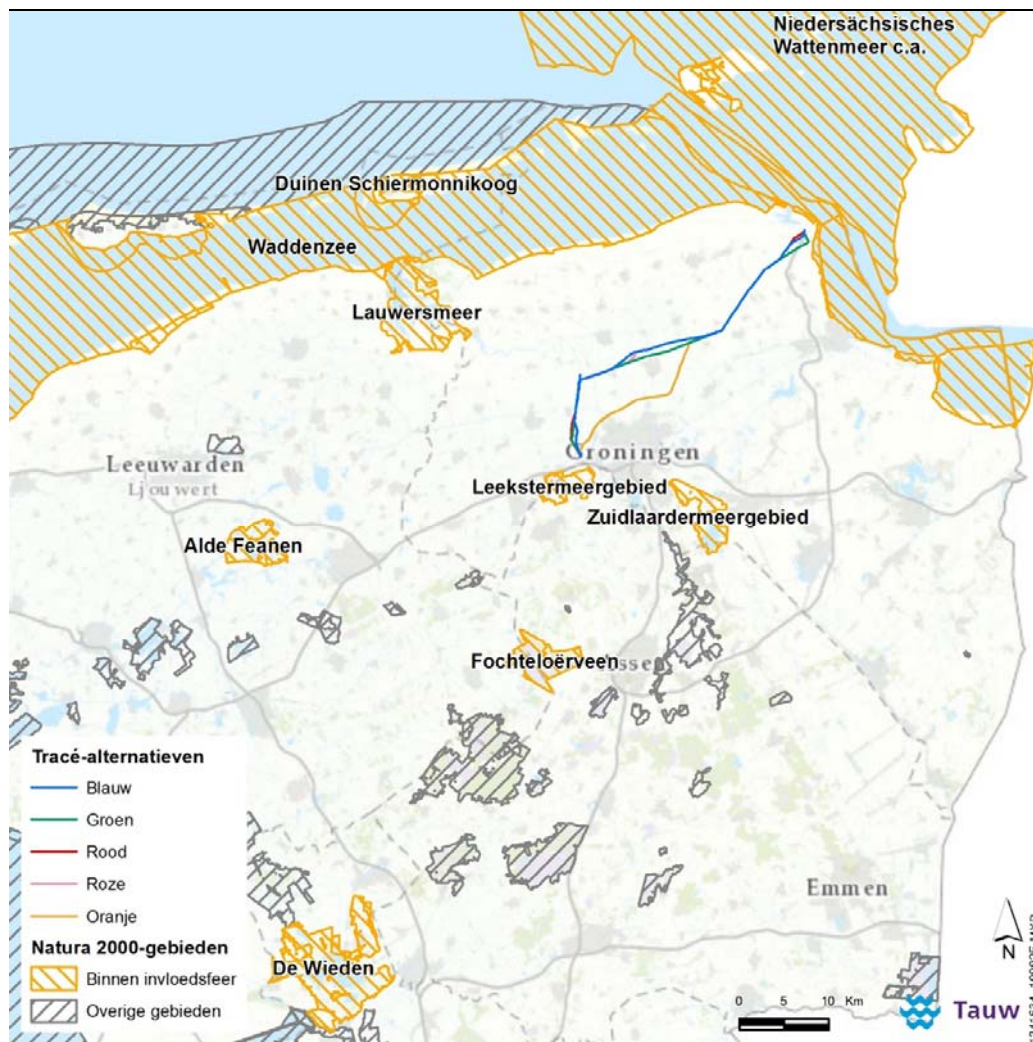 Niedersächsisches
Wattenmeer c.a.
Duinen Schiermonnikoog
Waddenzee
Lauwersmeer
Groningen
Leeuwarden
Ljouwert
Leekstermeergebied
Zuidlaardermeergebied
Alde Feanen
Fochteloërveen
ssen
Tracé-alternatieven
Blauw
Groen
Rood
Roze
Oranje
Natura 2000-gebieden
Binnen invloedsfeer
Overige gebieden
De Wieden
Emmen
N
0 5 10 Km
Tauw